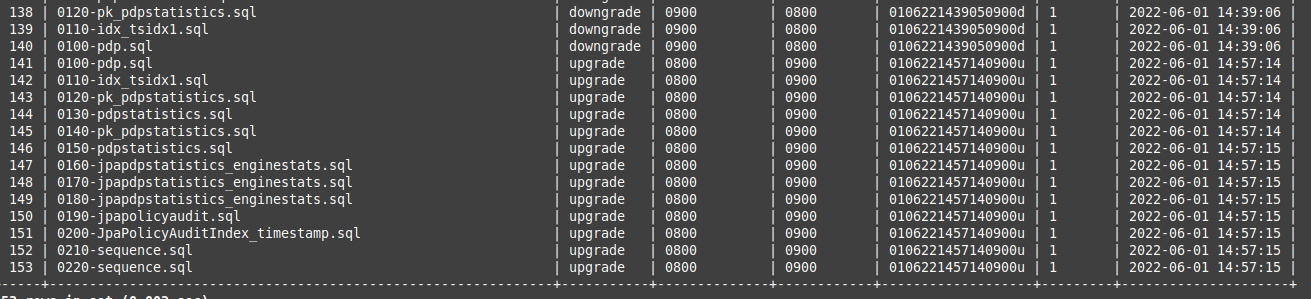 138 | 0120-pk_pdpstatistics.sql | downgrade | 0900 | 0800 | 0106221439050900d | 1 | 2022-06-01 14:39:06 |
139 | 0110-idx_tsidx1.sql | downgrade | 0900 | 0800 | 0106221439050900d | 1 | 2022-06-01 14:39:06 |
140 | 0100-pdp.sql | downgrade | 0900 | 0800 | 0106221439050900d | 1 | 2022-06-01 14:39:06 |
141 | 0100-pdp.sql | upgrade | 0800 | 0900 | 0106221457140900u | 1 | 2022-06-01 14:57:14 |
142 | 0110-idx_tsidx1.sql | upgrade | 0800 | 0900 | 0106221457140900u | 1 | 2022-06-01 14:57:14 |
143 | 0120-pk_pdpstatistics.sql | upgrade | 0800 | 0900 | 0106221457140900u | 1 | 2022-06-01 14:57:14 |
144 | 0130-pdpstatistics.sql | upgrade | 0800 | 0900 | 0106221457140900u | 1 | 2022-06-01 14:57:14 |
145 | 0140-pk_pdpstatistics.sql | upgrade | 0800 | 0900 | 0106221457140900u | 1 | 2022-06-01 14:57:14 |
146 | 0150-pdpstatistics.sql | upgrade | 0800 | 0900 | 0106221457140900u | 1 | 2022-06-01 14:57:15 |
147 | 0160-jpapdpstatistics_enginestats.sql | upgrade | 0800 | 0900 | 0106221457140900u | 1 | 2022-06-01 14:57:15 |
148 | 0170-jpapdpstatistics_enginestats.sql | upgrade | 0800 | 0900 | 0106221457140900u | 1 | 2022-06-01 14:57:15 |
149 | 0180-jpapdpstatistics_enginestats.sql | upgrade | 0800 | 0900 | 0106221457140900u | 1 | 2022-06-01 14:57:15 |
150 | 0190-jpapolicyaudit.sql | upgrade | 0800 | 0900 | 0106221457140900u | 1 | 2022-06-01 14:57:15 |
151 | 0200-JpaPolicyAuditIndex_timestamp.sql | upgrade | 0800 | 0900 | 0106221457140900u | 1 | 2022-06-01 14:57:15 |
152 | 0210-sequence.sql | upgrade | 0800 | 0900 | 0106221457140900u | 1 | 2022-06-01 14:57:15 |
153 | 0220-sequence.sql | upgrade | 0800 | 0900 | 0106221457140900u | 1 | 2022-06-01 14:57:15 |